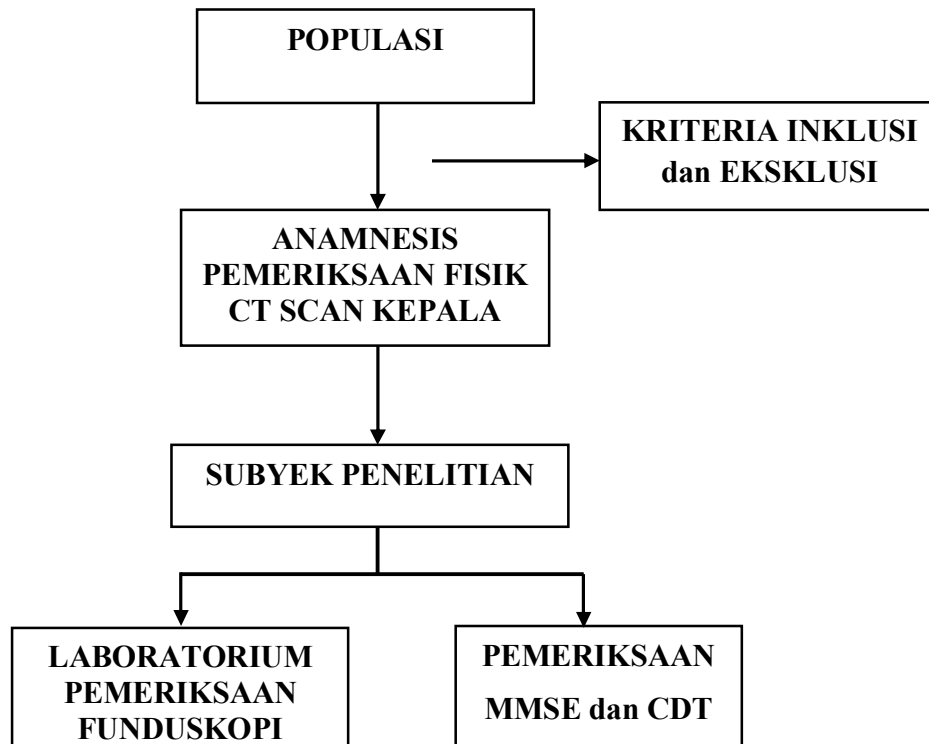 POPULASI
KRITERIA INKLUSI
dan EKSKLUSI
ANAMNESIS
PEMERIKSAAN FISIK
CT SCAN KEPALA
SUBYEK PENELITIAN
LABORATORIUM
PEMERIKSAAN
FUNDUSKOPI
PEMERIKSAAN
MMSE dan CDT